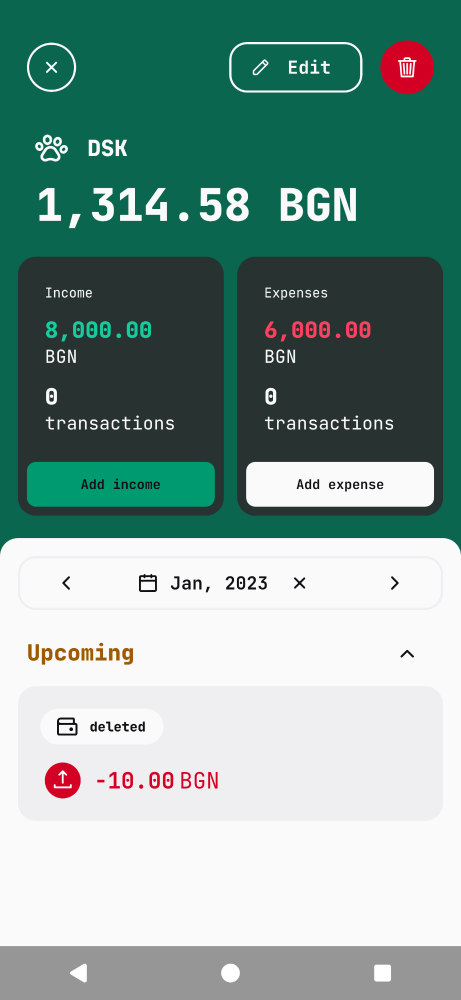 Edit
DSK
1,314.58 BGN
Income
8,000.00
BGN
0
transactions
Add income
Expenses
6,000.00
BGN
0
transactions
Add expense
Jan, 2023
Upcoming
deleted
-10.00 BGN